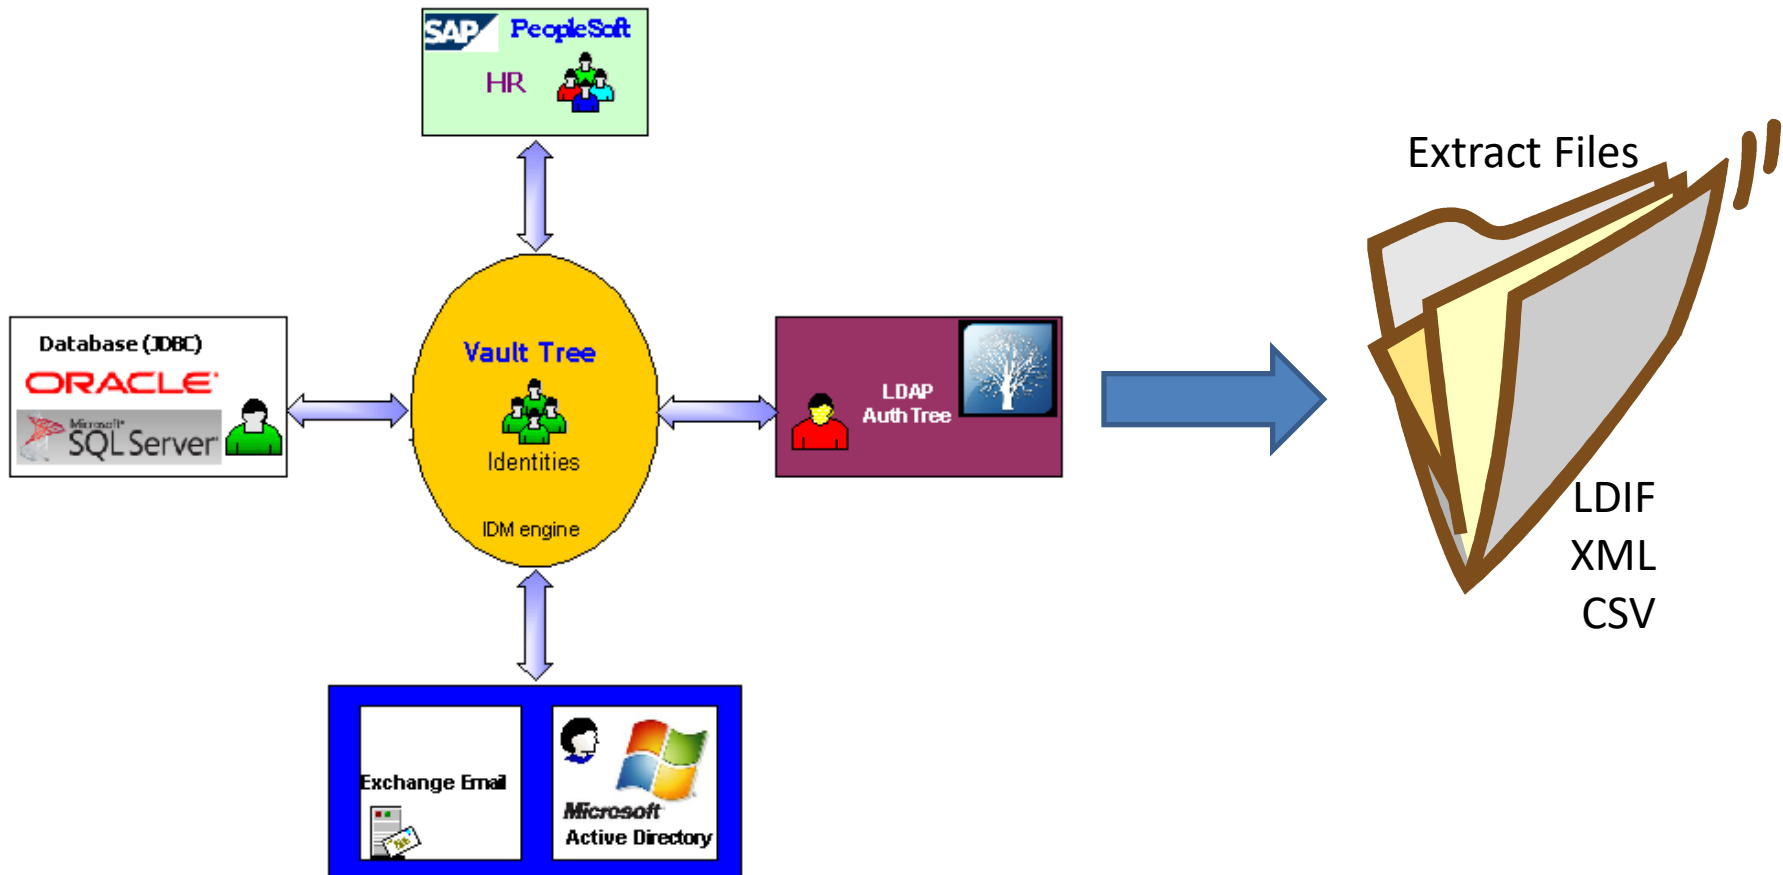 SAP PeopleSoft
HR
Extract Files
Database (JDBC)
ORACLE
Microsoft
SQL Server
Vault Tree
Identities
IDM engine
LDAP
Auth Tree
LDIF
XML
CSV
Exchange Email
Microsoft
Active Directory